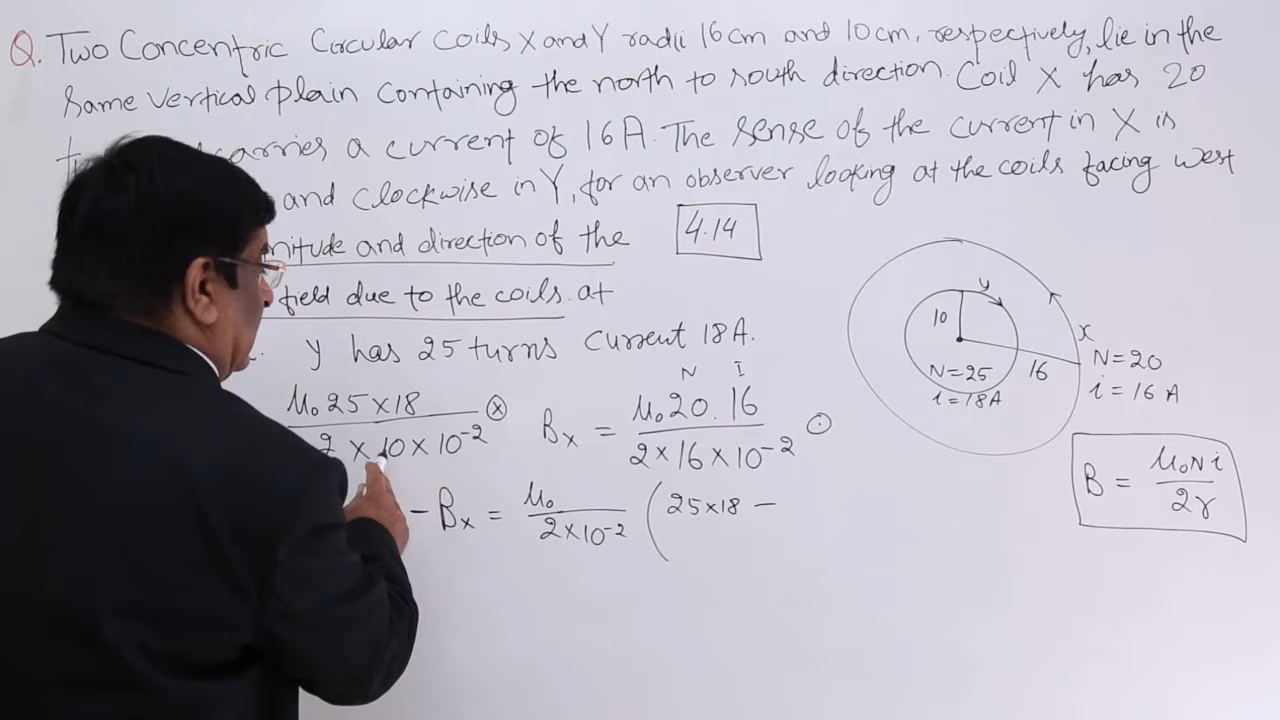 Q. Two Concentric Circular coils X and Y radii 16 cm and 10 cm, respectively, lie in the
same vertical plain containing the north to south direction. Coil X has 20
carries a current of 16 A. The sense of the current in X is
and clockwise in Y, for an observer looking at the coils facing west
nitude and direction of the
4.14
field due to the coils at
y has 25 turns current 18 A.
N I
μ₀ 25 × 18 / 2 × 10 × 10⁻² ⊗ Bₓ = μ₀ 20 . 16 / 2 × 16 × 10⁻² ⊙
- Bₓ = μ₀ / 2 × 10⁻² ( 25 × 18 -
y
10
x
N = 25
i = 18 A
16
N = 20
i = 16 A
B = μ₀ N i / 2 r